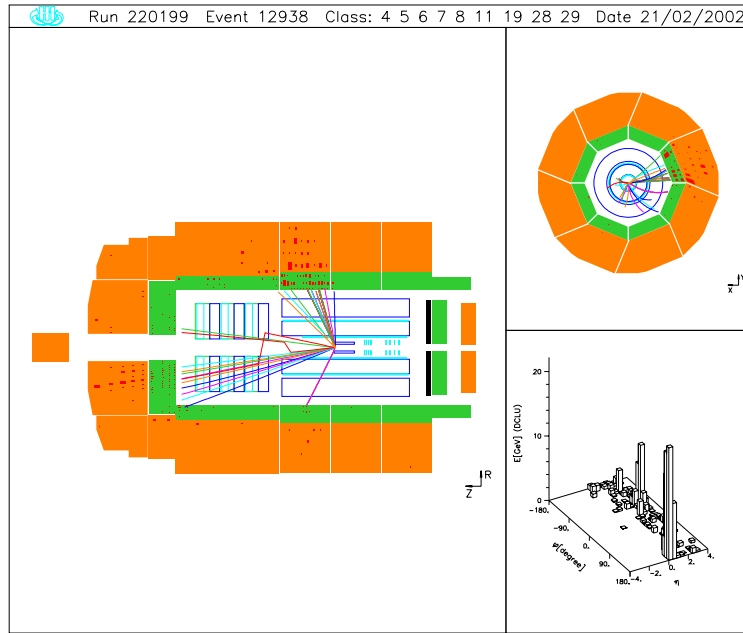 Run 220199 Event 12938 Class: 4 5 6 7 8 11 19 28 29 Date 21/02/2002
R
Z
Y
X
E[GeV] (DCLU)
20
10
0
-180.
-90.
0.
90.
180.
φ[degree]
-4.
-2.
0.
2.
4.
η